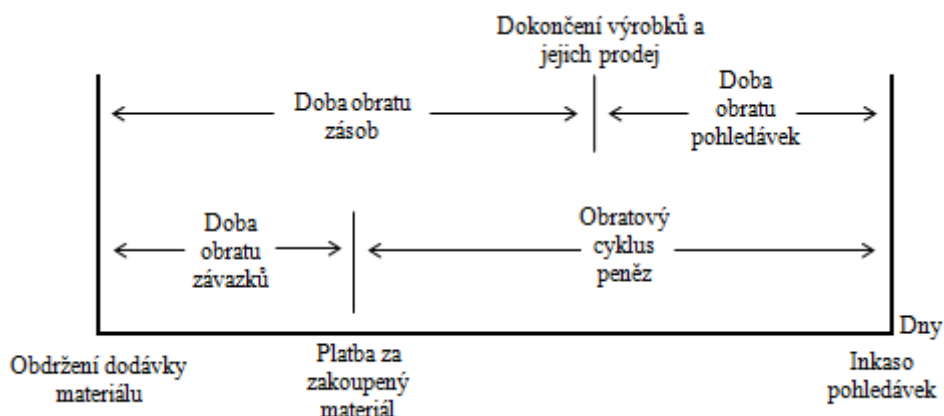 Dokončení výrobků a
jejich prodej
Doba obratu
zásob
Doba
obratu
pohledávek
Doba
obratu
závazků
Obratový
cyklus
peněz
Dny
Obdržení dodávky
materiálu
Platba za
zakoupený
materiál
Inkaso
pohledávek